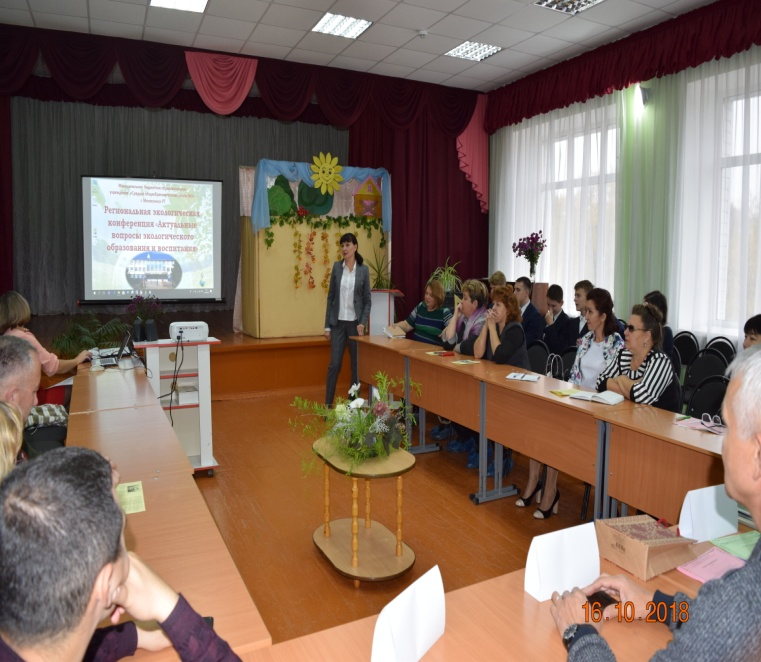 Региональная экологическая
конференция «Актуальные
вопросы экологического
образования и воспитания»
16.10.2018